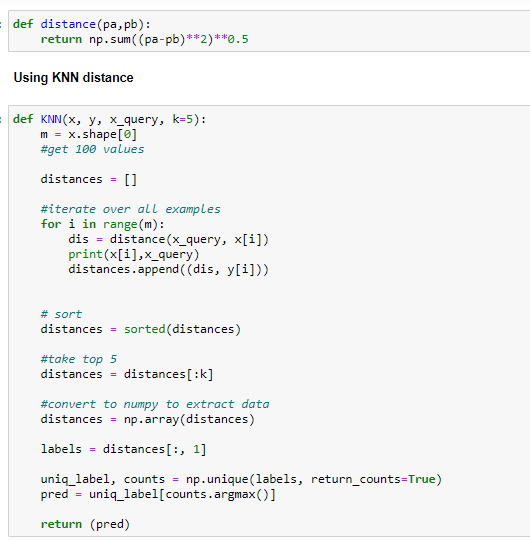 def distance(pa,pb):
    return np.sum((pa-pb)**2)**0.5
Using KNN distance
def KNN(x, y, x_query, k=5):
    m = x.shape[0]
    #get 100 values
    distances = []
    #iterate over all examples
    for i in range(m):
        dis = distance(x_query, x[i])
        print(x[i],x_query)
        distances.append((dis, y[i]))
    # sort
    distances = sorted(distances)
    #take top 5
    distances = distances[:k]
    #convert to numpy to extract data
    distances = np.array(distances)
    labels = distances[:, 1]
    uniq_label, counts = np.unique(labels, return_counts=True)
    pred = uniq_label[counts.argmax()]
    return (pred)